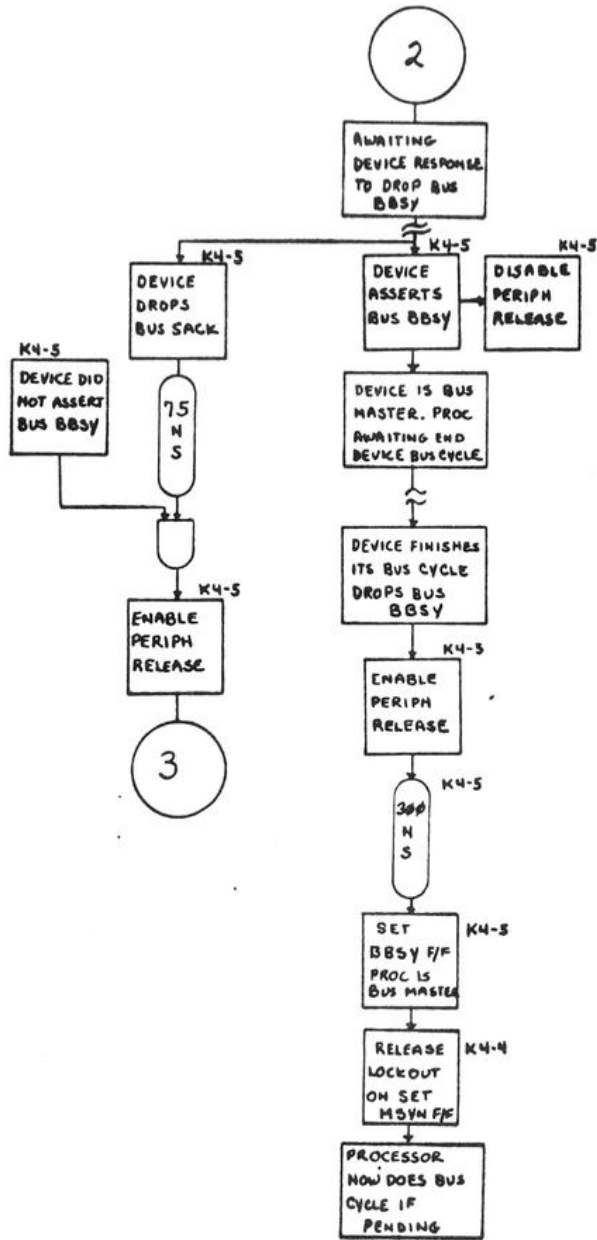 2
AWAITING
DEVICE RESPONSE
TO DROP BUS
BBSY
K4-5
DEVICE
DROPS
BUS SACK
K4-5
DEVICE
ASSERTS
BUS BBSY
K4-5
DISABLE
PERIPH
RELEASE
K4-5
DEVICE DID
NOT ASSERT
BUS BBSY
75
N
S
DEVICE IS BUS
MASTER. PROC
AWAITING END
DEVICE BUS CYCLE
K4-5
ENABLE
PERIPH
RELEASE
3
DEVICE FINISHES
ITS BUS CYCLE
DROPS BUS
BBSY
K4-5
ENABLE
PERIPH
RELEASE
K4-5
300
N
S
SET
BBSY F/F
PROC IS
BUS MASTER
K4-5
RELEASE
LOCKOUT
ON SET
MSYN F/F
K4-4
PROCESSOR
NOW DOES BUS
CYCLE IF
PENDING